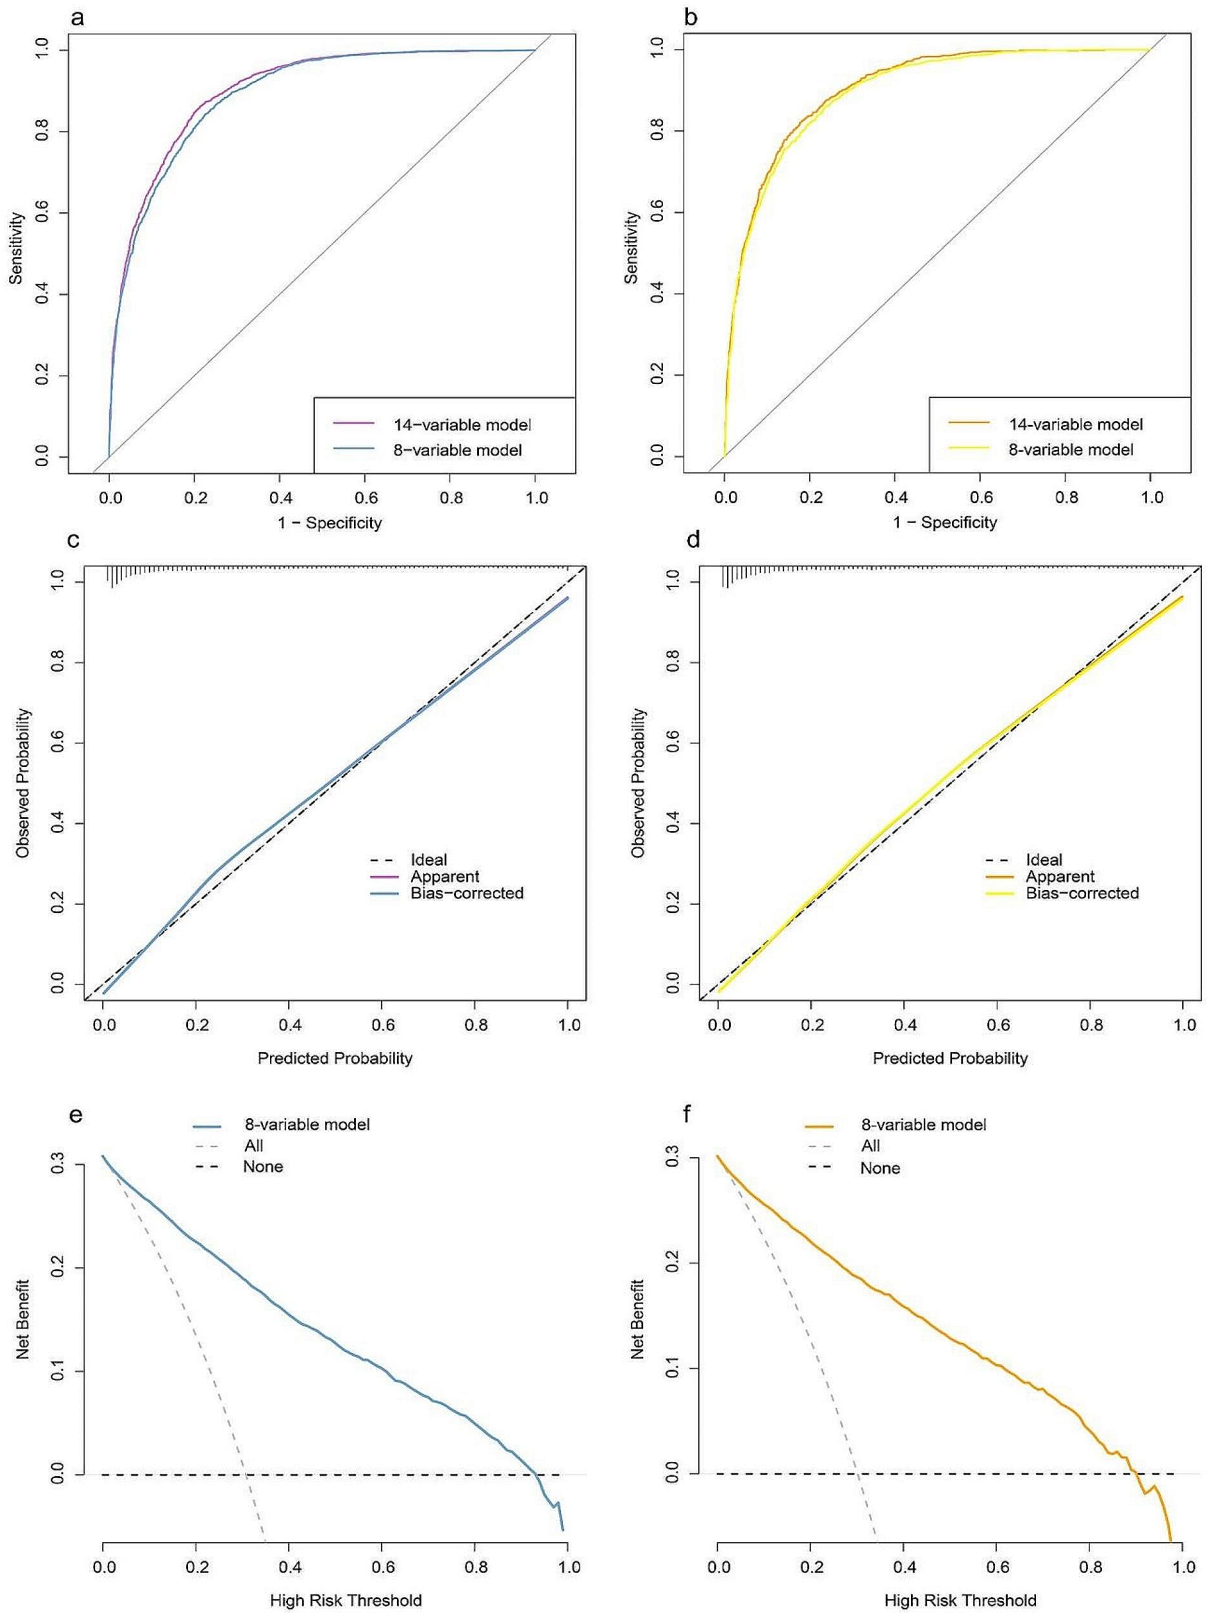 a
1.0
0.8
0.6
0.4
0.2
0.0
Sensitivity
14−variable model
8−variable model
0.0 0.2 0.4 0.6 0.8 1.0
1 − Specificity
b
1.0
0.8
0.6
0.4
0.2
0.0
Sensitivity
14-variable model
8-variable model
0.0 0.2 0.4 0.6 0.8 1.0
1 − Specificity
c
1.0
0.8
0.6
0.4
0.2
0.0
Observed Probability
Ideal
Apparent
Bias−corrected
0.0 0.2 0.4 0.6 0.8 1.0
Predicted Probability
d
1.0
0.8
0.6
0.4
0.2
0.0
Observed Probability
Ideal
Apparent
Bias−corrected
0.0 0.2 0.4 0.6 0.8 1.0
Predicted Probability
e
8-variable model
All
None
0.3
0.2
0.1
0.0
Net Benefit
0.0 0.2 0.4 0.6 0.8 1.0
High Risk Threshold
f
8-variable model
All
None
0.3
0.2
0.1
0.0
Net Benefit
0.0 0.2 0.4 0.6 0.8 1.0
High Risk Threshold